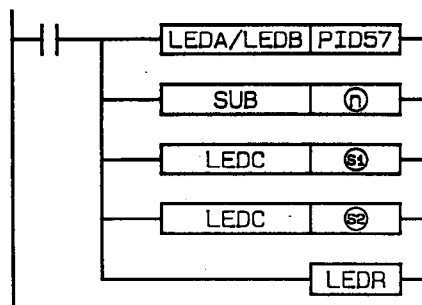 LEDA/LEDB PID57
SUB n
LEDC S1
LEDC S2
LEDR